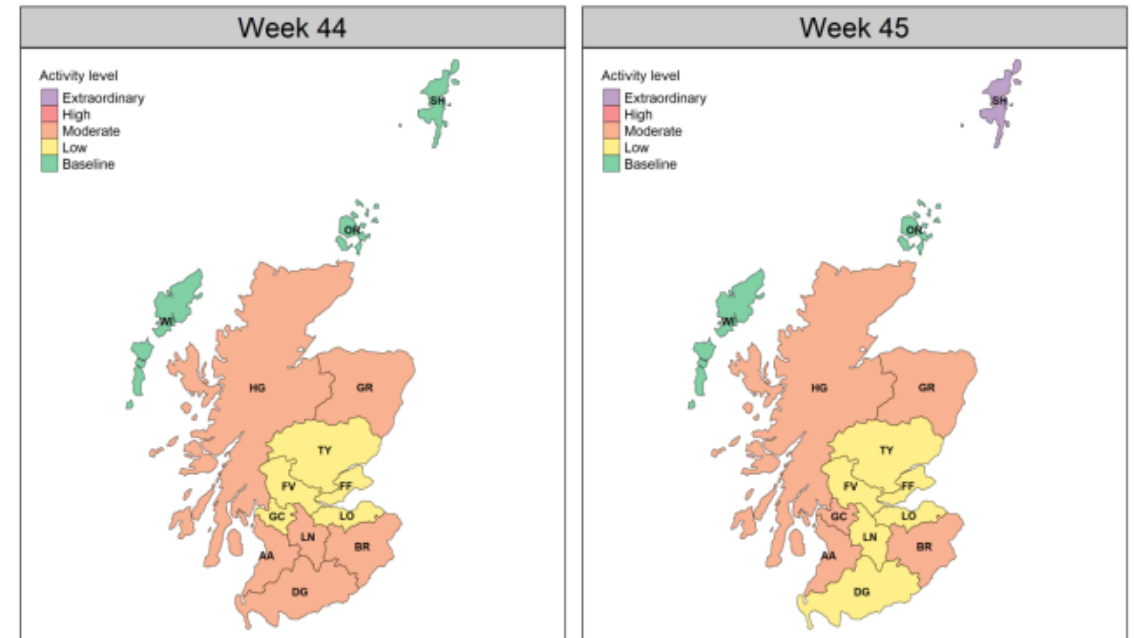 Week 44
Activity level
Extraordinary
High
Moderate
Low
Baseline
SH
OR
WI
HG
GR
TY
FV
FF
GC
LO
LN
BR
AA
DG
Week 45
Activity level
Extraordinary
High
Moderate
Low
Baseline
SH
OR
WI
HG
GR
TY
FV
FF
GC
LO
LN
BR
AA
DG